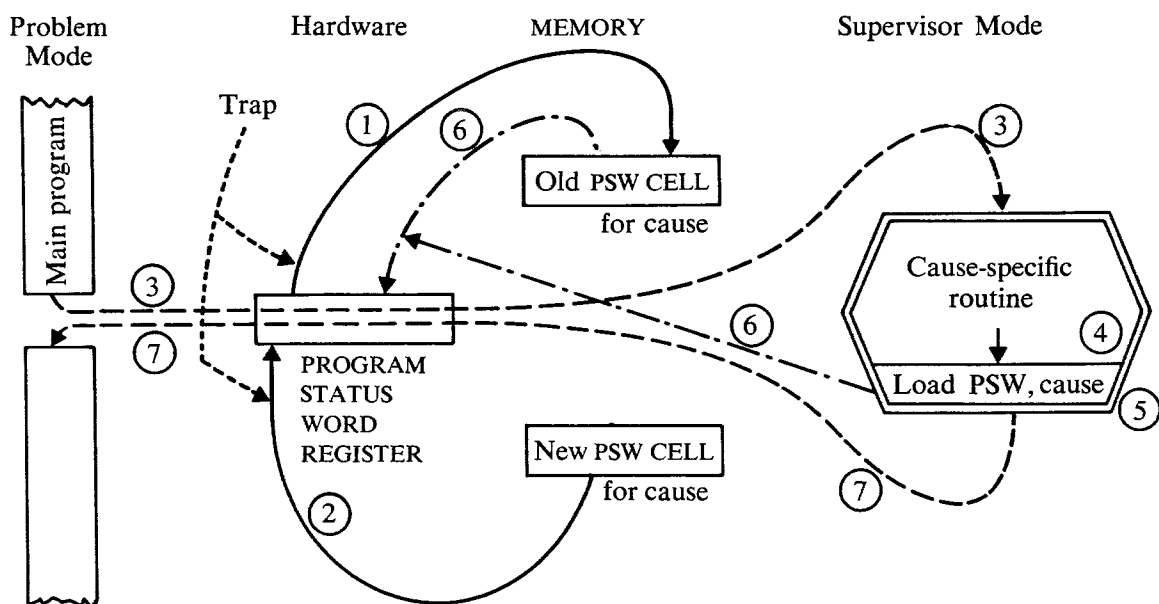 Problem
Mode
Hardware
MEMORY
Supervisor Mode
Trap
Main program
1
6
3
Old PSW CELL
for cause
3
7
Cause-specific
routine
4
6
Load PSW, cause
5
PROGRAM
STATUS
WORD
REGISTER
New PSW CELL
for cause
7
2